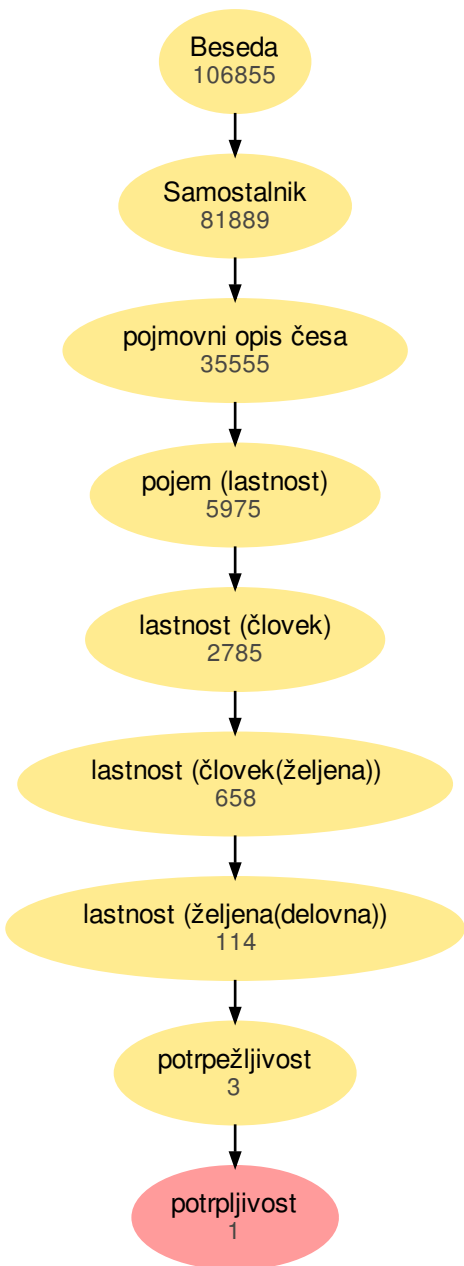 Beseda
106855
Samostalnik
81889
pojmovni opis česa
35555
pojem (lastnost)
5975
lastnost (človek)
2785
lastnost (človek(željena))
658
lastnost (željena(delovna))
114
potrpežljivost
3
potrpljivost
1